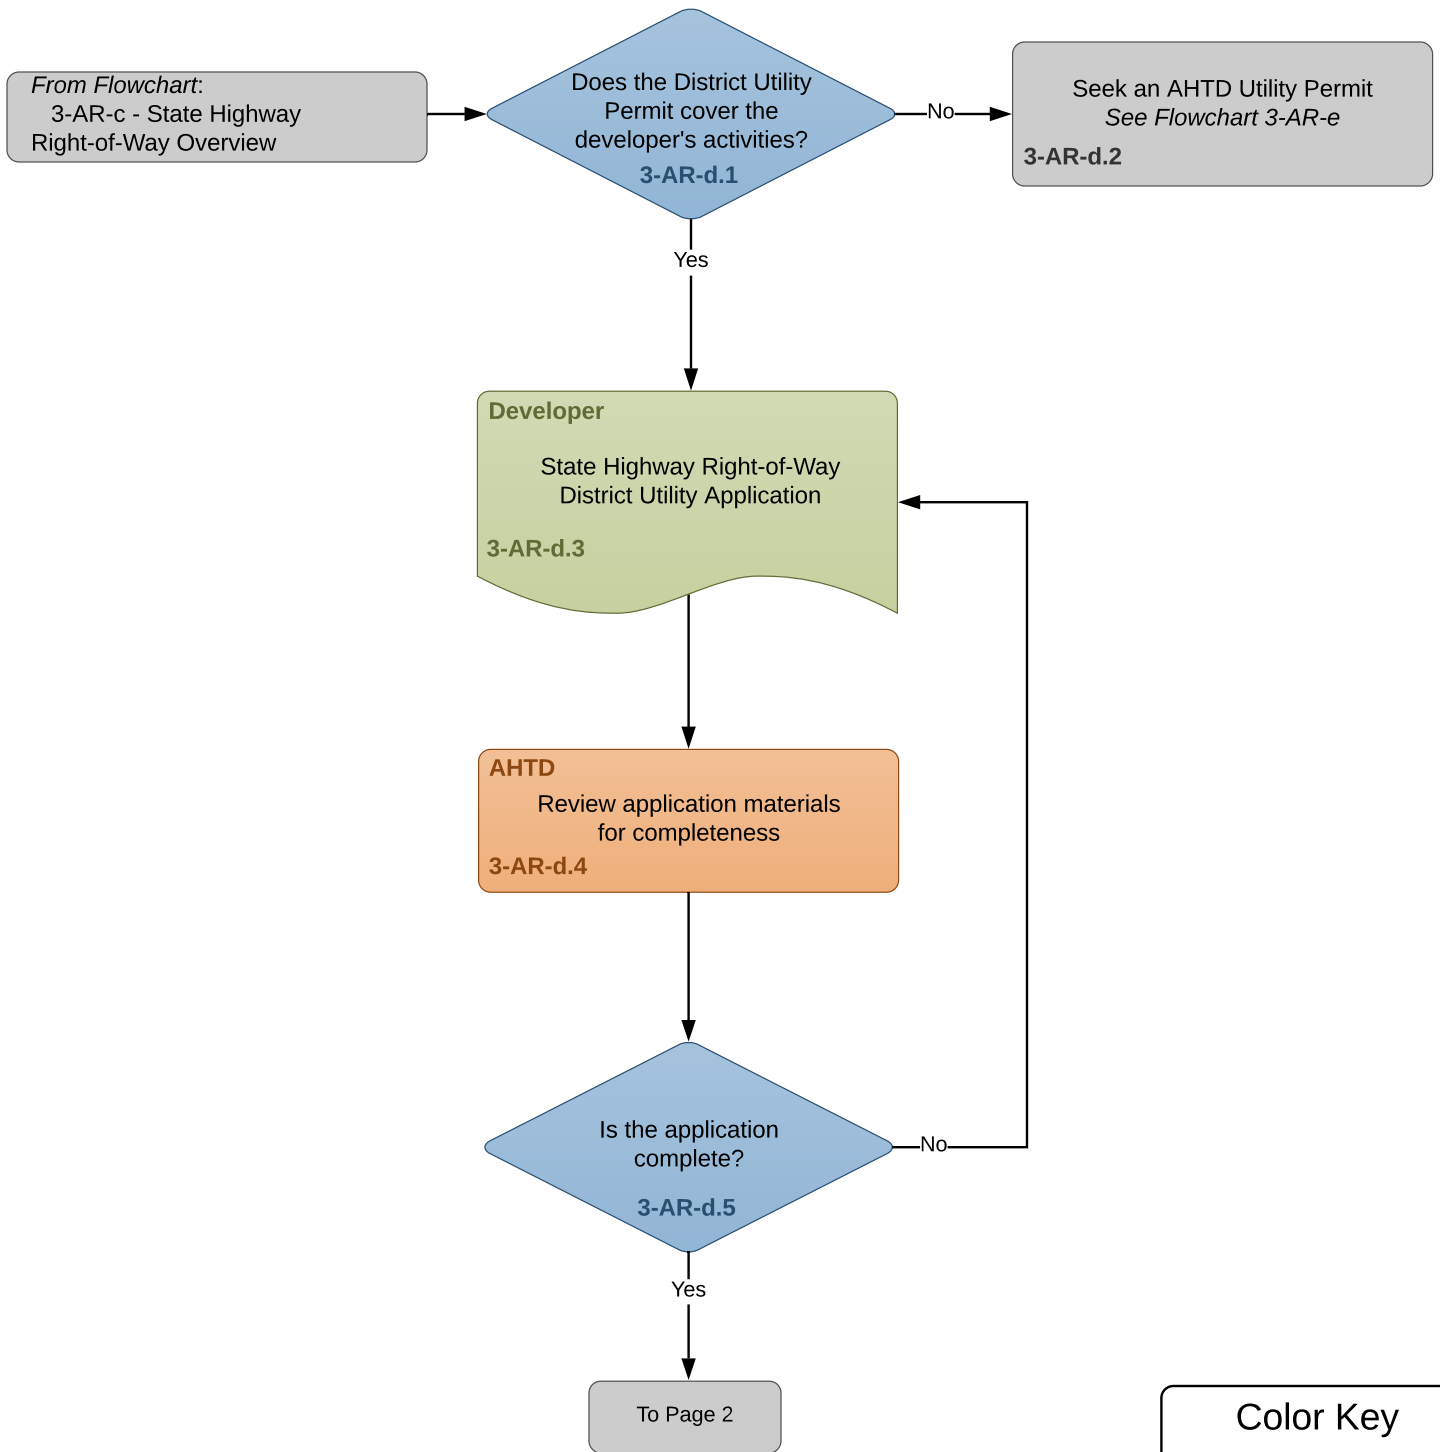 From Flowchart:
3-AR-c - State Highway
Right-of-Way Overview
Does the District Utility
Permit cover the
developer's activities?
3-AR-d.1
No
Seek an AHTD Utility Permit
See Flowchart 3-AR-e
3-AR-d.2
Yes
Developer
State Highway Right-of-Way
District Utility Application
3-AR-d.3
AHTD
Review application materials
for completeness
3-AR-d.4
Is the application
complete?
3-AR-d.5
No
Yes
To Page 2
Color Key